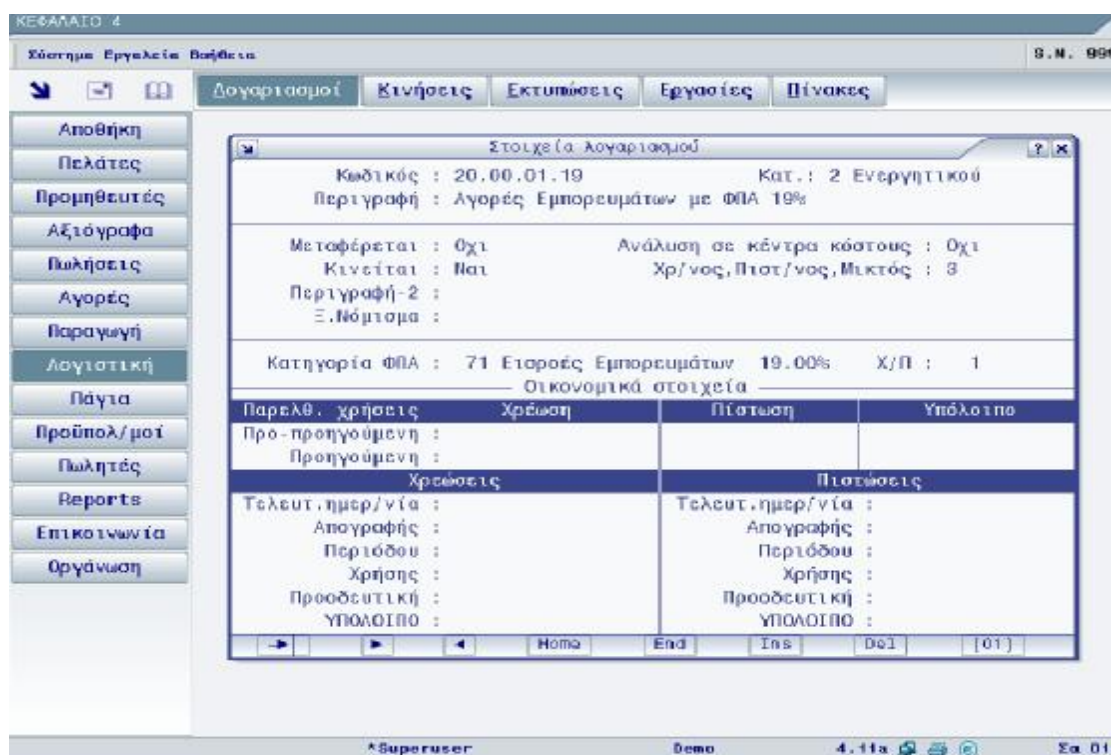 ΚΕΦΑΛΑΙΟ 4
Σύστημα Εργαλεία Βοήθεια S.N. 999
Λογαριασμοί Κινήσεις Εκτυπώσεις Εργασίες Πίνακες
Αποθήκη
Πελάτες
Προμηθευτές
Αξιόγραφα
Πωλήσεις
Αγορές
Παραγωγή
Λογιστική
Πάγια
Προϋπολ/μοί
Πωλητές
Reports
Επικοινωνία
Οργάνωση
Στοιχεία λογαριασμού ? x
Κωδικός : 20.00.01.19 Κατ.: 2 Ενεργητικού
Περιγραφή : Αγορές Εμπορευμάτων με ΦΠΑ 19%
Μεταφέρεται : Οχι Ανάλυση σε κέντρα κόστους : Οχι
Κινείται : Ναι Χρ/νος,Πιστ/νος,Μικτός : 3
Περιγραφή-2 :
Ξ.Νόμισμα :
Κατηγορία ΦΠΑ : 71 Εισροές Εμπορευμάτων 19.00% Χ/Π : 1
Οικονομικά στοιχεία
Παρελθ. χρήσεις Χρέωση Πίστωση Υπόλοιπο
Προ-προηγούμενη :
Προηγούμενη :
Χρεώσεις Πιστώσεις
Τελευτ.ημερ/νία : Τελευτ.ημερ/νία :
Απογραφής : Απογραφής :
Περιόδου : Περιόδου :
Χρήσης : Χρήσης :
Προοδευτική : Προοδευτική :
ΥΠΟΛΟΙΠΟ : ΥΠΟΛΟΙΠΟ :
Home End Ins Del [01]
*Superuser Demo 4.11a Σα 01